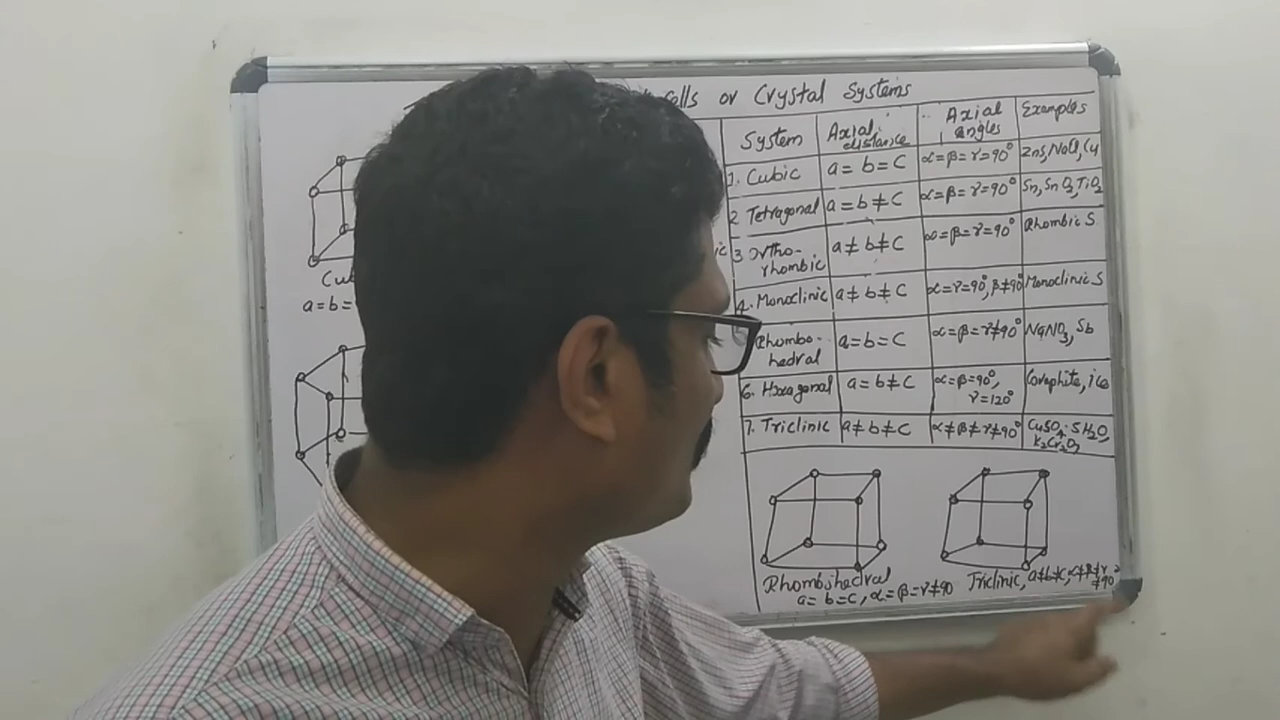 Cells or Crystal Systems
System Axial distance Axial angles Examples
1. Cubic a = b = C α=β=γ=90° ZnS, NaCl, Cu
2 Tetragonal a = b ≠ C α=β=γ=90° Sn, SnO2, TiO2
3 Ortho-rhombic a ≠ b ≠ C α=β=γ=90° Rhombic S
4. Monoclinic a ≠ b ≠ C α=γ=90°, β≠90° Monoclinic S
Rhombo-hedral a = b = C α=β=γ≠90° NaNO3, Sb
6. Hexagonal a = b ≠ C α=β=90°, γ=120° Graphite, ice
7. Triclinic a ≠ b ≠ C α≠β≠γ≠90° CuSO4.5H2O, K2Cr2O7
a = b =
Rhombohedral
a = b = C, α=β=γ≠90
Triclinic, a≠b≠c, α≠β≠γ≠90°